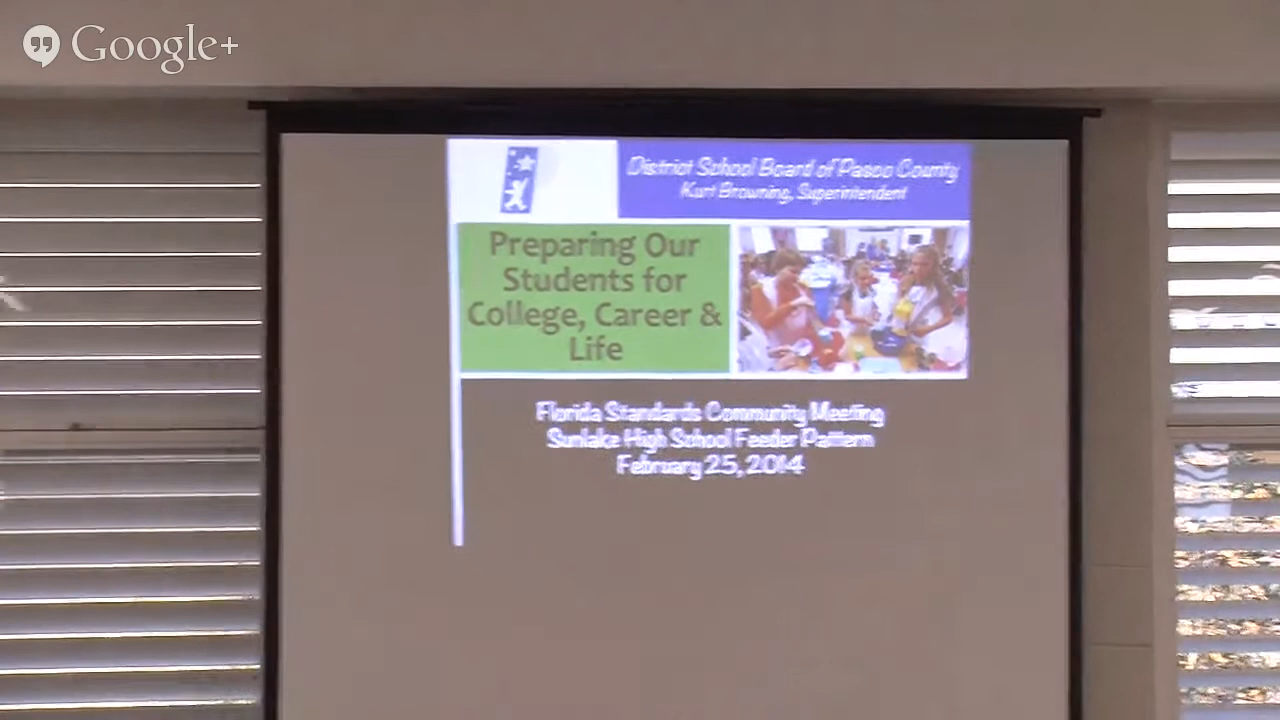 Google+
District School Board of Pasco County
Kurt Browning, Superintendent
Preparing Our
Students for
College, Career &
Life
Florida Standards Community Meeting
Sunlake High School Feeder Pattern
February 25, 2014